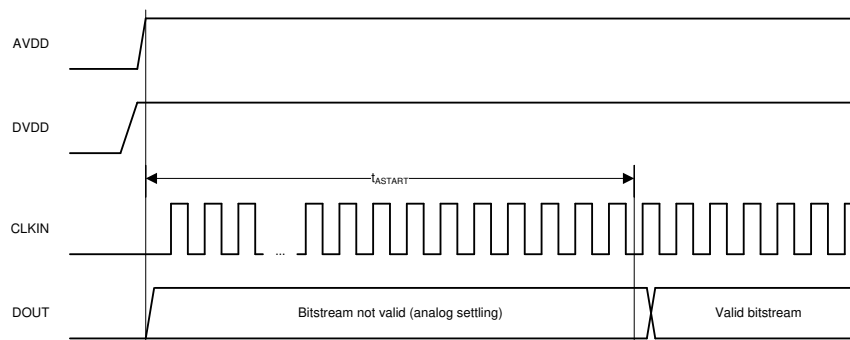 AVDD
DVDD
tASTART
CLKIN
...
DOUT
Bitstream not valid (analog settling)
Valid bitstream